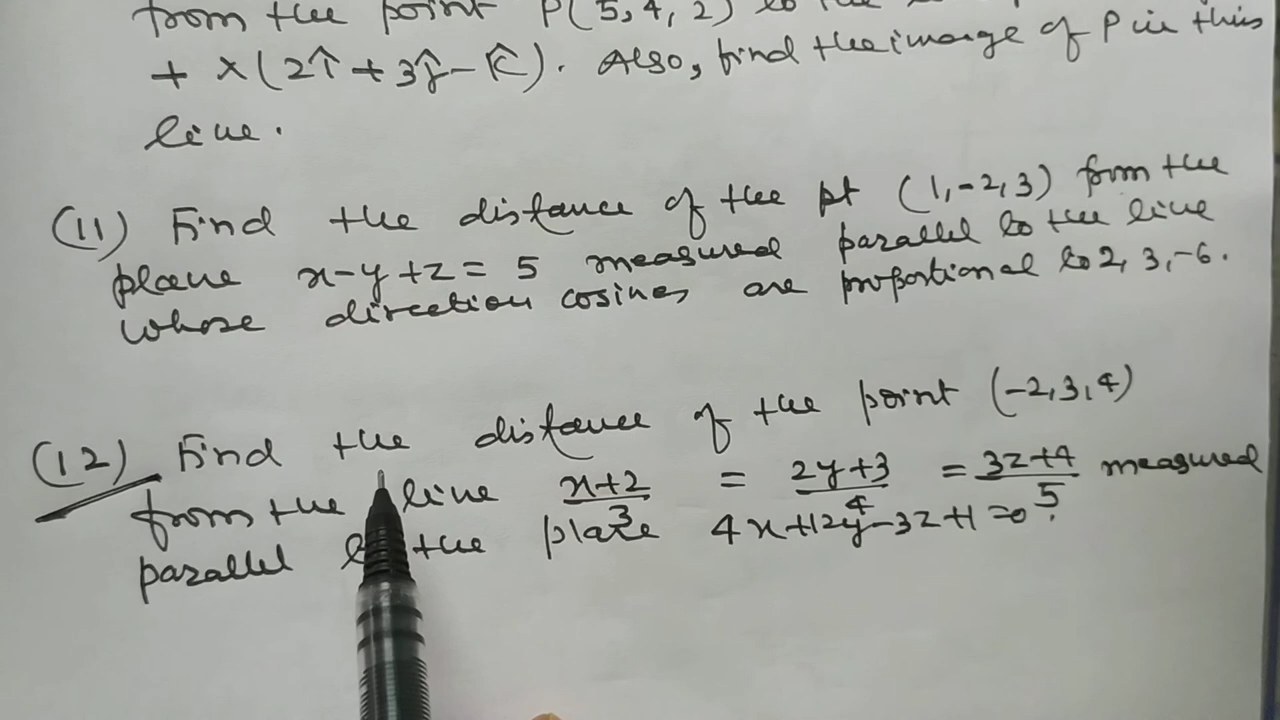 from the point P(5,4,2) to the
+ λ(2î+3ĵ-k̂). Also, find the image of P in this
line.
(11) Find the distance of the pt (1,-2,3) from the
plane x-y+z = 5 measured parallel to the line
whose direction cosines are proportional to 2, 3, -6.
(12) Find the distance of the point (-2,3,4)
from the line (x+2)/3 = (2y+3)/4 = (3z+4)/5 measured
parallel the plane 4x+12y-3z+1=0.